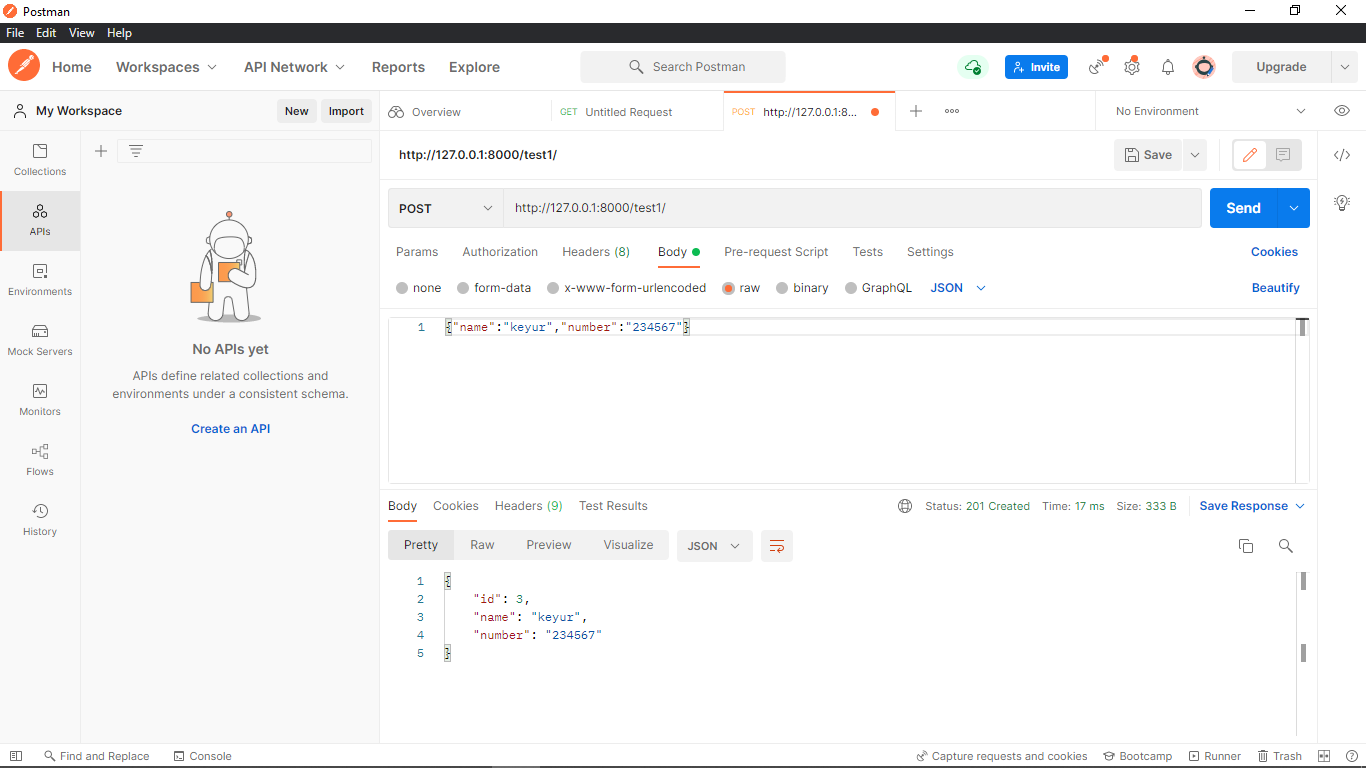 Postman
File Edit View Help
Home Workspaces API Network Reports Explore Search Postman Invite Upgrade
My Workspace New Import Overview GET Untitled Request POST http://127.0.0.1:8... No Environment
Collections
APIs
Environments
Mock Servers
Monitors
Flows
History
No APIs yet
APIs define related collections and
environments under a consistent schema.
Create an API
http://127.0.0.1:8000/test1/ Save
POST http://127.0.0.1:8000/test1/ Send
Params Authorization Headers (8) Body Pre-request Script Tests Settings Cookies
none form-data x-www-form-urlencoded raw binary GraphQL JSON Beautify
1 {"name":"keyur","number":"234567"}
Body Cookies Headers (9) Test Results Status: 201 Created Time: 17 ms Size: 333 B Save Response
Pretty Raw Preview Visualize JSON
1 {
2 "id": 3,
3 "name": "keyur",
4 "number": "234567"
5 }
Find and Replace Console Capture requests and cookies Bootcamp Runner Trash